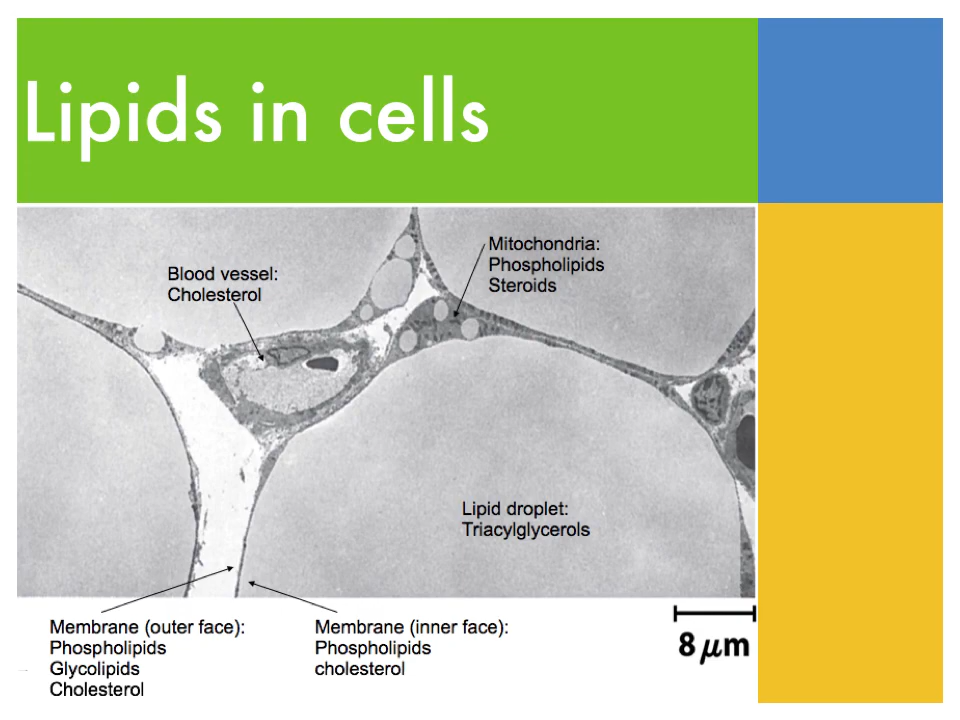 Lipids in cells
Mitochondria:
Phospholipids
Steroids
Blood vessel:
Cholesterol
Lipid droplet:
Triacylglycerols
Membrane (outer face):
Phospholipids
Glycolipids
Cholesterol
Membrane (inner face):
Phospholipids
cholesterol
8 μm